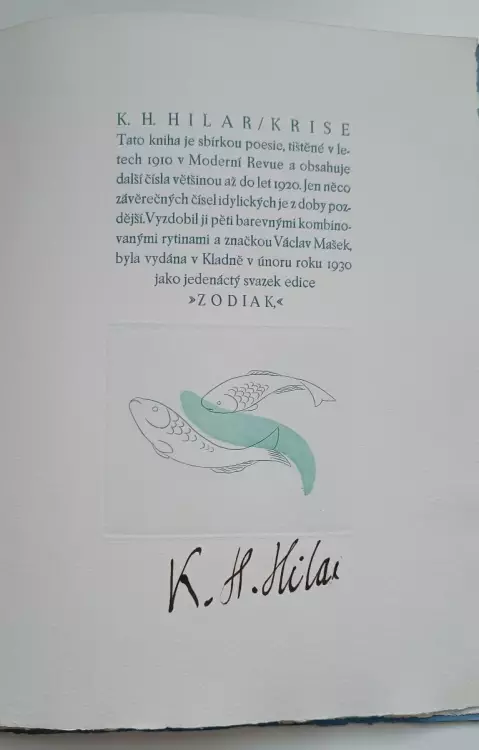 K. H. HILAR/KRISE
Tato kniha je sbírkou poesie, tištěné v le-
tech 1910 v Moderní Revue a obsahuje
další čísla většinou až do let 1920. Jen něco
závěrečných čísel idylických je z doby poz-
dější. Vyzdobil ji pěti barevnými kombino-
vanými rytinami a značkou Václav Mašek,
byla vydána v Kladně v únoru roku 1930
jako jedenáctý svazek edice
»ZODIAK.«
K. H. Hilar